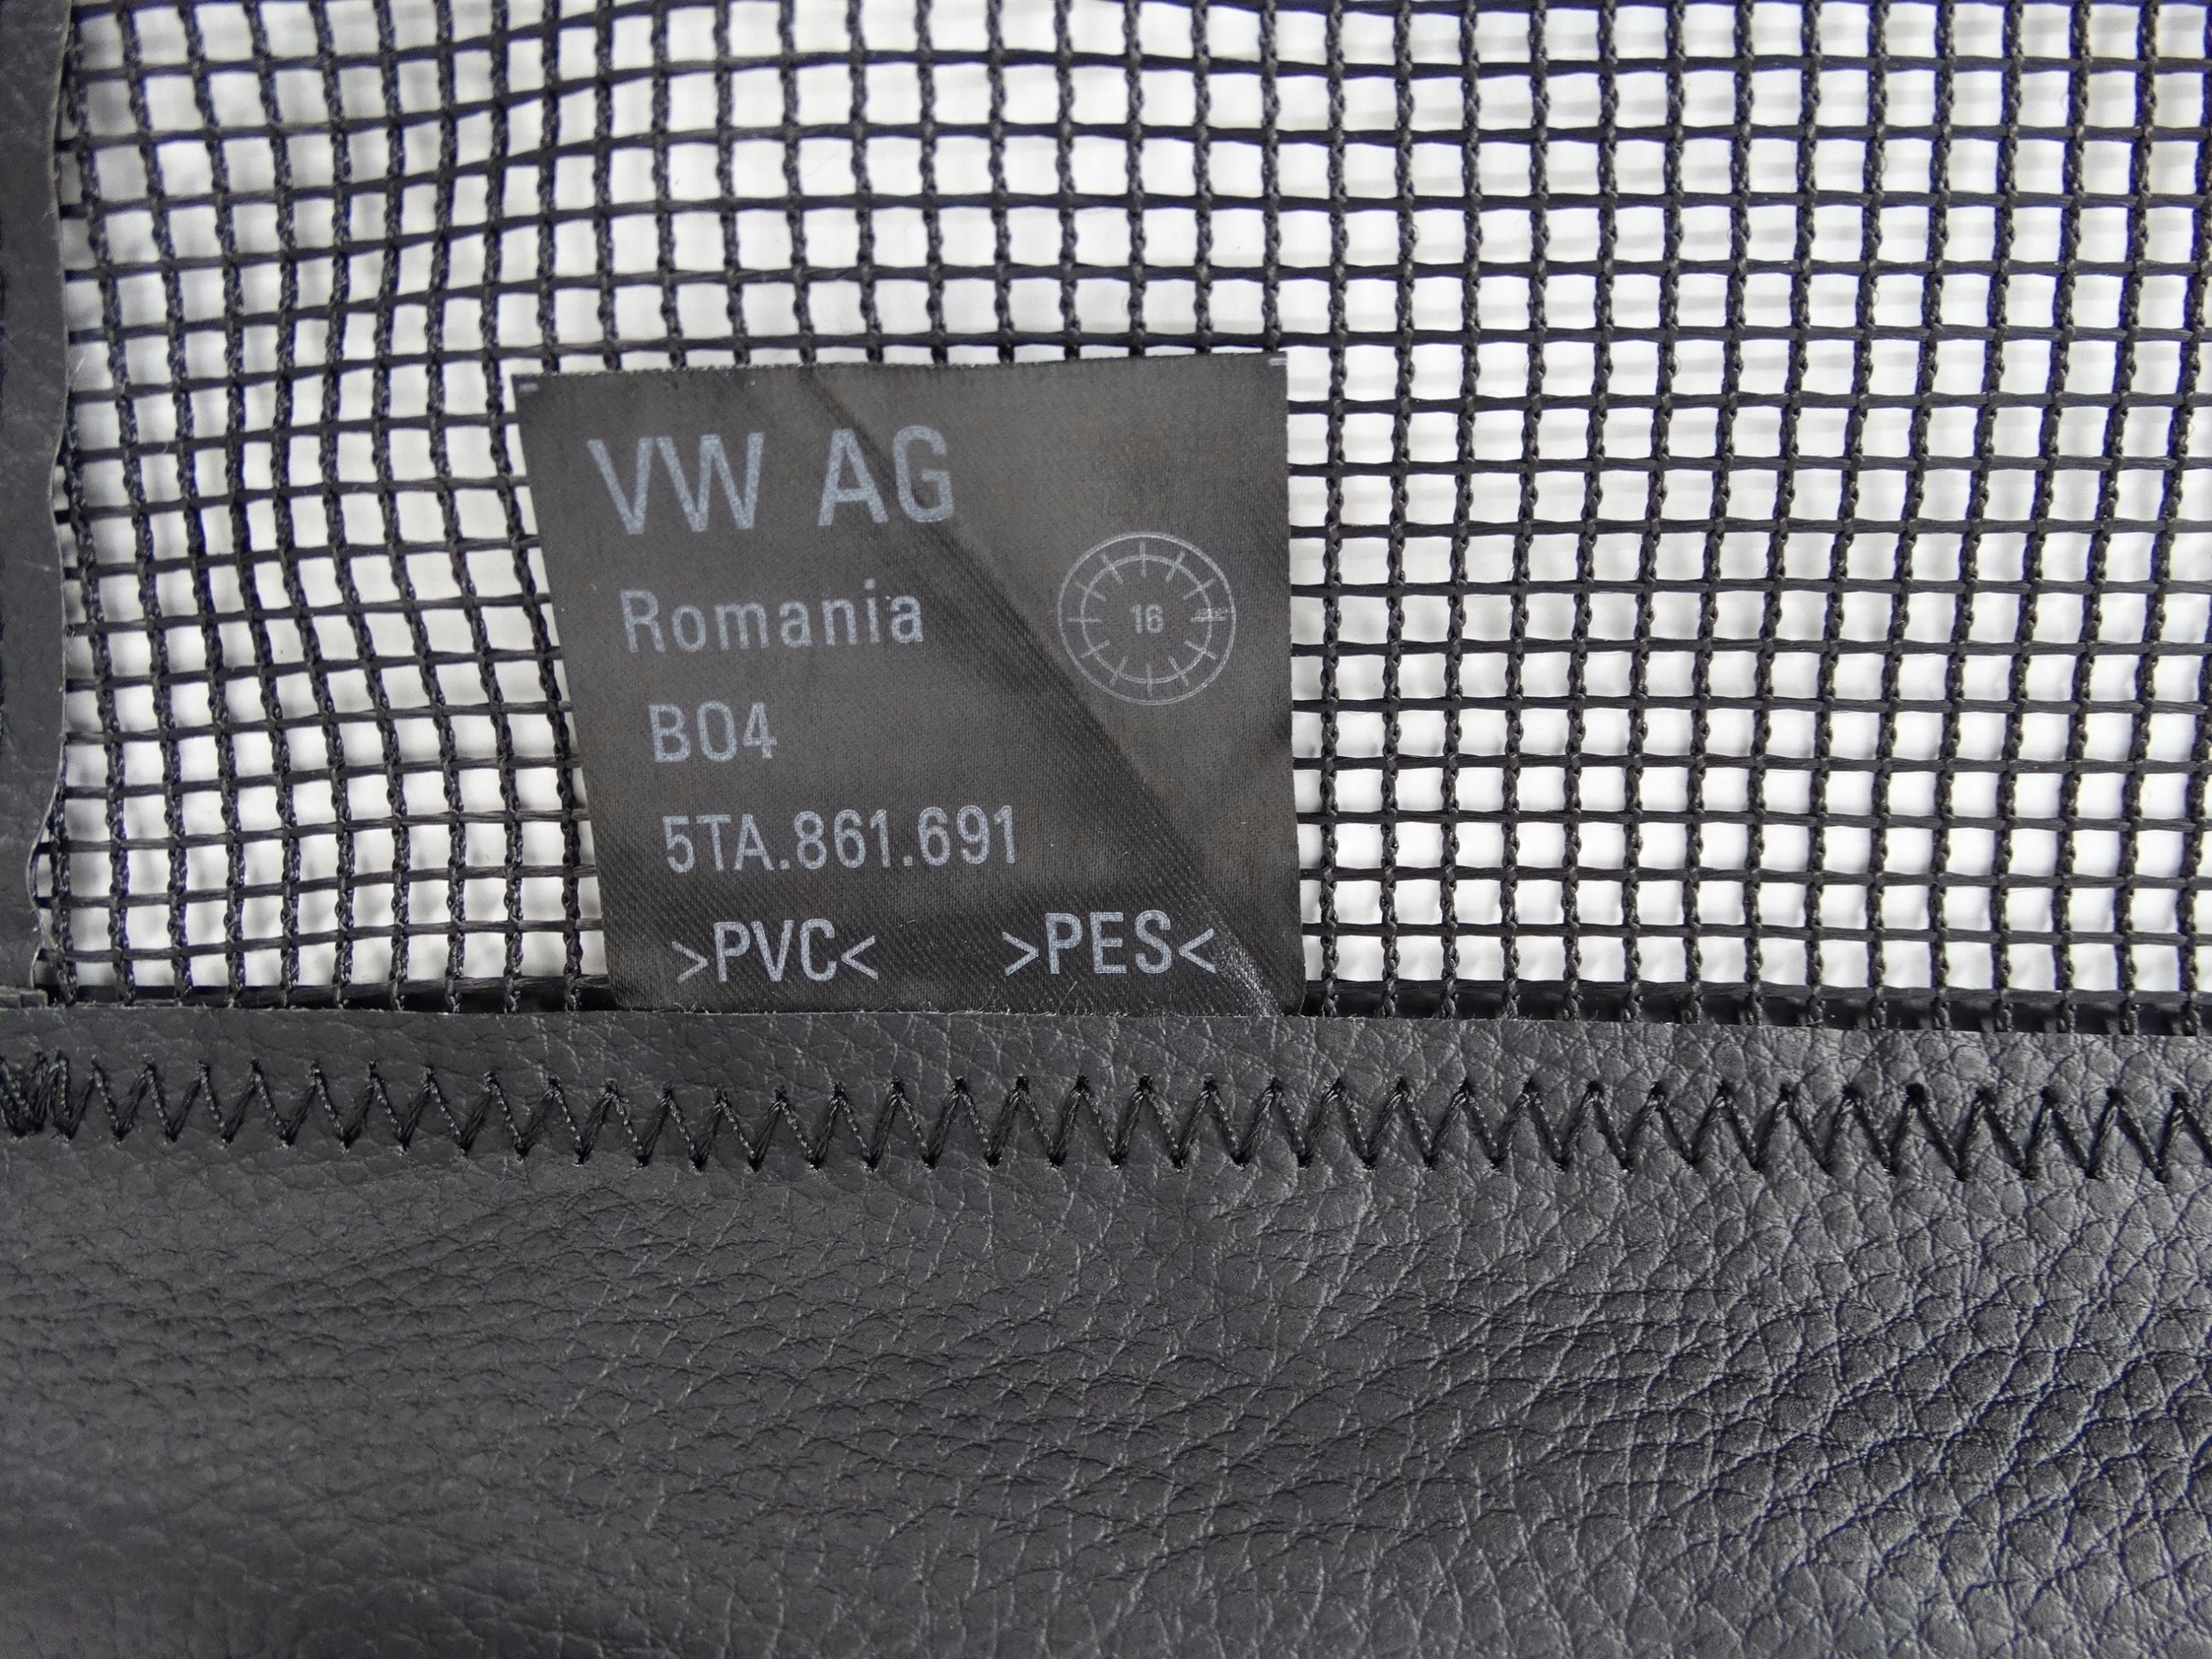 VW AG
Romania
16
B04
5TA.861.691
>PVC< >PES<